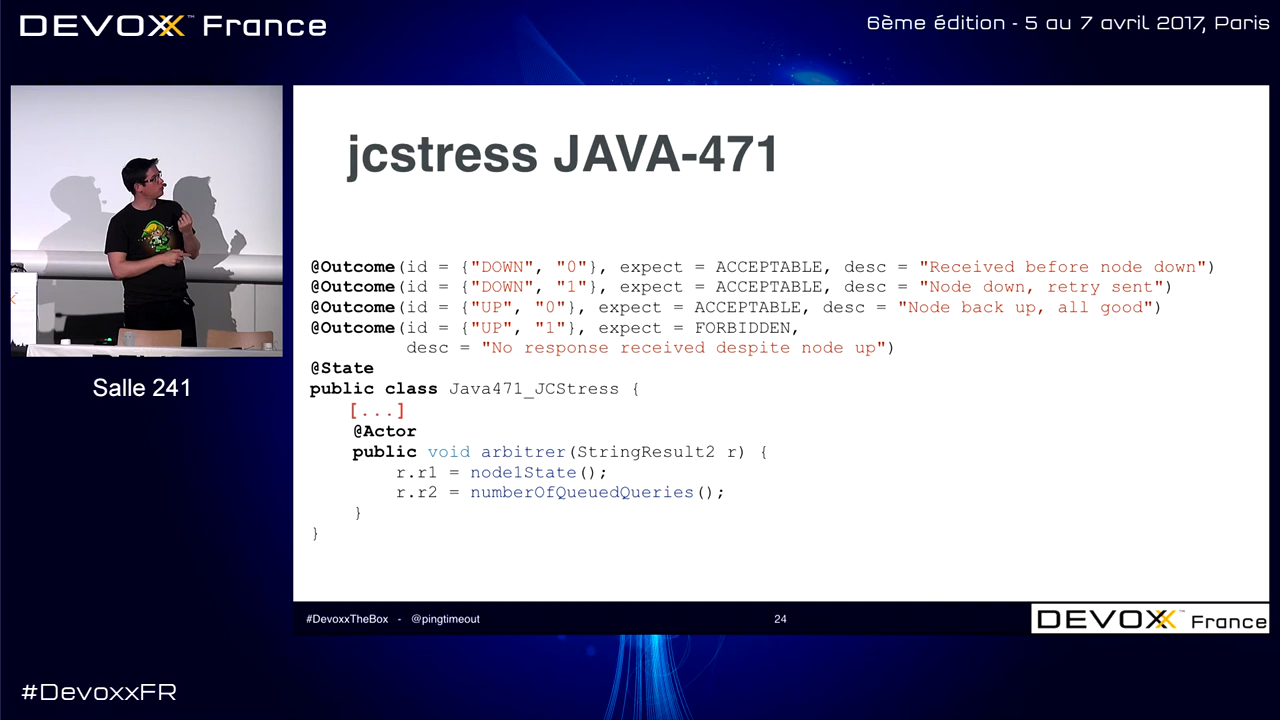 DEVOXX™ France
6ème édition - 5 au 7 avril 2017, Paris
jcstress JAVA-471
@Outcome(id = {"DOWN", "0"}, expect = ACCEPTABLE, desc = "Received before node down")
@Outcome(id = {"DOWN", "1"}, expect = ACCEPTABLE, desc = "Node down, retry sent")
@Outcome(id = {"UP", "0"}, expect = ACCEPTABLE, desc = "Node back up, all good")
@Outcome(id = {"UP", "1"}, expect = FORBIDDEN,
desc = "No response received despite node up")
@State
public class Java471_JCStress {
[...]
@Actor
public void arbitrer(StringResult2 r) {
r.r1 = node1State();
r.r2 = numberOfQueuedQueries();
}
}
Salle 241
#DevoxxTheBox - @pingtimeout
24
DEVOXX™ France
#DevoxxFR